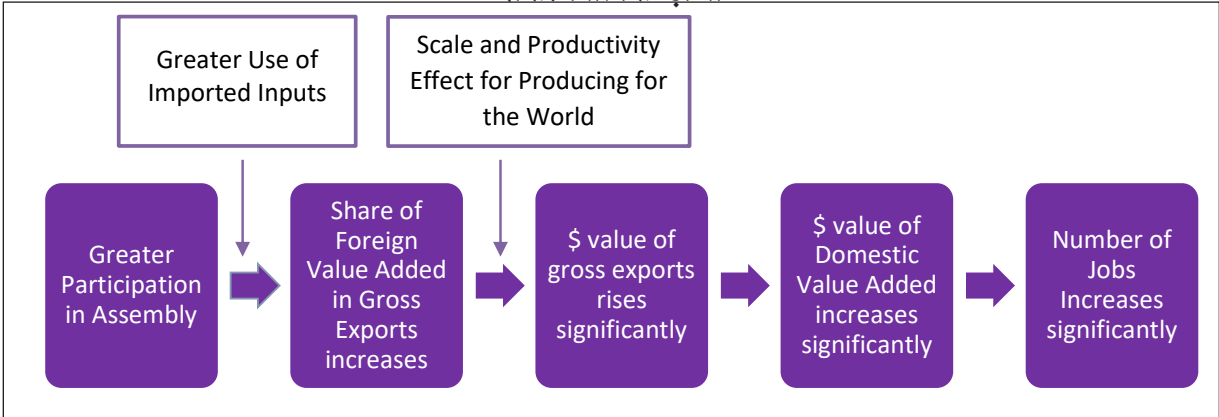 Greater Use of
Imported Inputs
Scale and Productivity
Effect for Producing for
the World
Greater
Participation
in Assembly
Share of
Foreign
Value Added
in Gross
Exports
increases
$ value of
gross exports
rises
significantly
$ value of
Domestic
Value Added
increases
significantly
Number of
Jobs
Increases
significantly